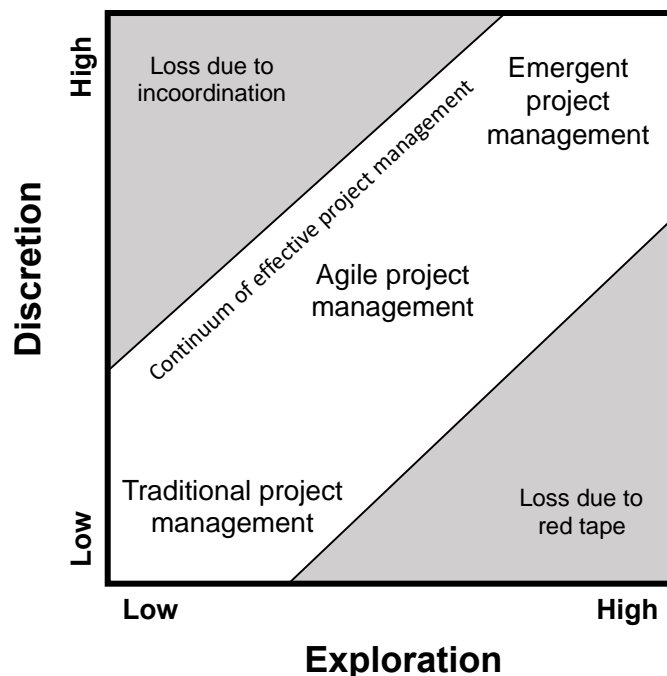 High
Loss due to
incoordination
Emergent
project
management
Continuum of effective project management
Discretion
Agile project
management
Traditional project
management
Loss due to
red tape
Low
Low
High
Exploration